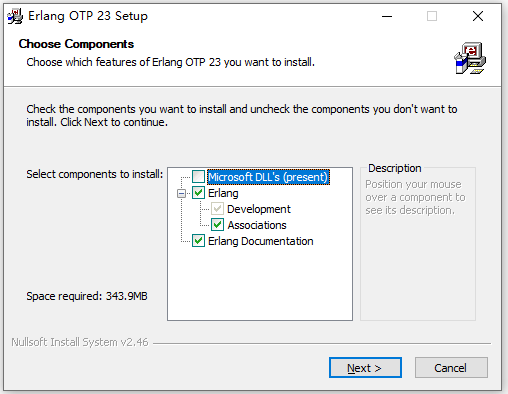 Erlang OTP 23 Setup
Choose Components
Choose which features of Erlang OTP 23 you want to install.
Check the components you want to install and uncheck the components you don't want to
install. Click Next to continue.
Select components to install:
Microsoft DLL's (present)
Erlang
Development
Associations
Erlang Documentation
Description
Position your mouse
over a component to
see its description.
Space required: 343.9MB
Nullsoft Install System v2.46
Next >
Cancel